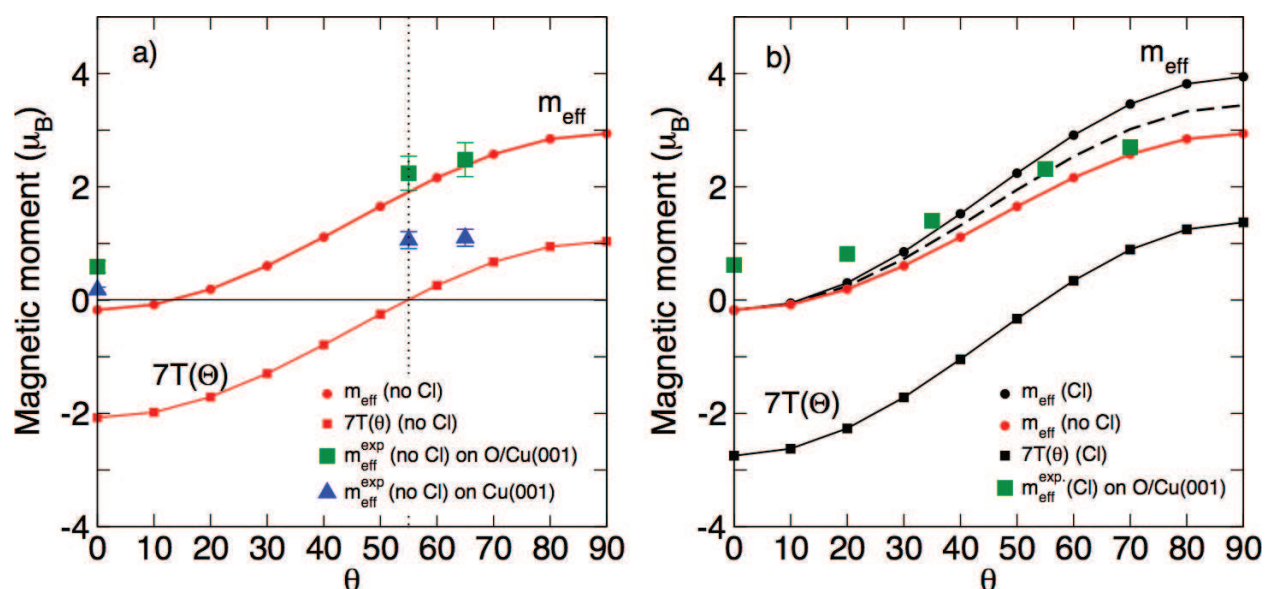 a)
m_eff
4
2
0
-2
-4
Magnetic moment (μ_B)
7T(Θ)
m_eff (no Cl)
7T(θ) (no Cl)
m_eff^exp (no Cl) on O/Cu(001)
m_eff^exp (no Cl) on Cu(001)
0 10 20 30 40 50 60 70 80 90
θ
b)
m_eff
4
2
0
-2
-4
Magnetic moment (μ_B)
7T(Θ)
m_eff (Cl)
m_eff (no Cl)
7T(θ) (Cl)
m_eff^exp. (Cl) on O/Cu(001)
0 10 20 30 40 50 60 70 80 90
θ